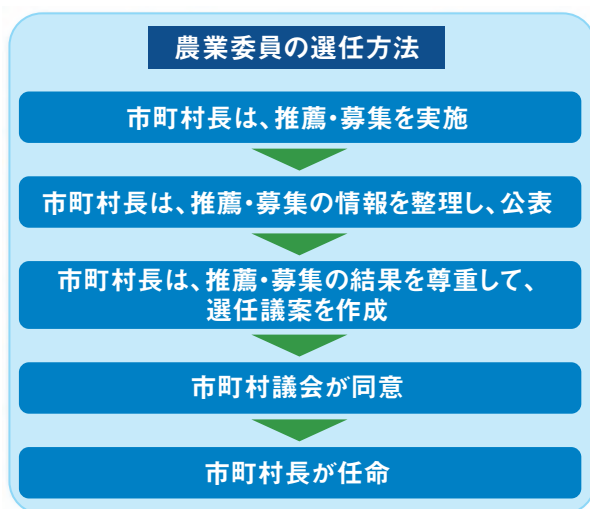 農業委員の選任方法
市町村長は、推薦・募集を実施
市町村長は、推薦・募集の情報を整理し、公表
市町村長は、推薦・募集の結果を尊重して、
選任議案を作成
市町村議会が同意
市町村長が任命